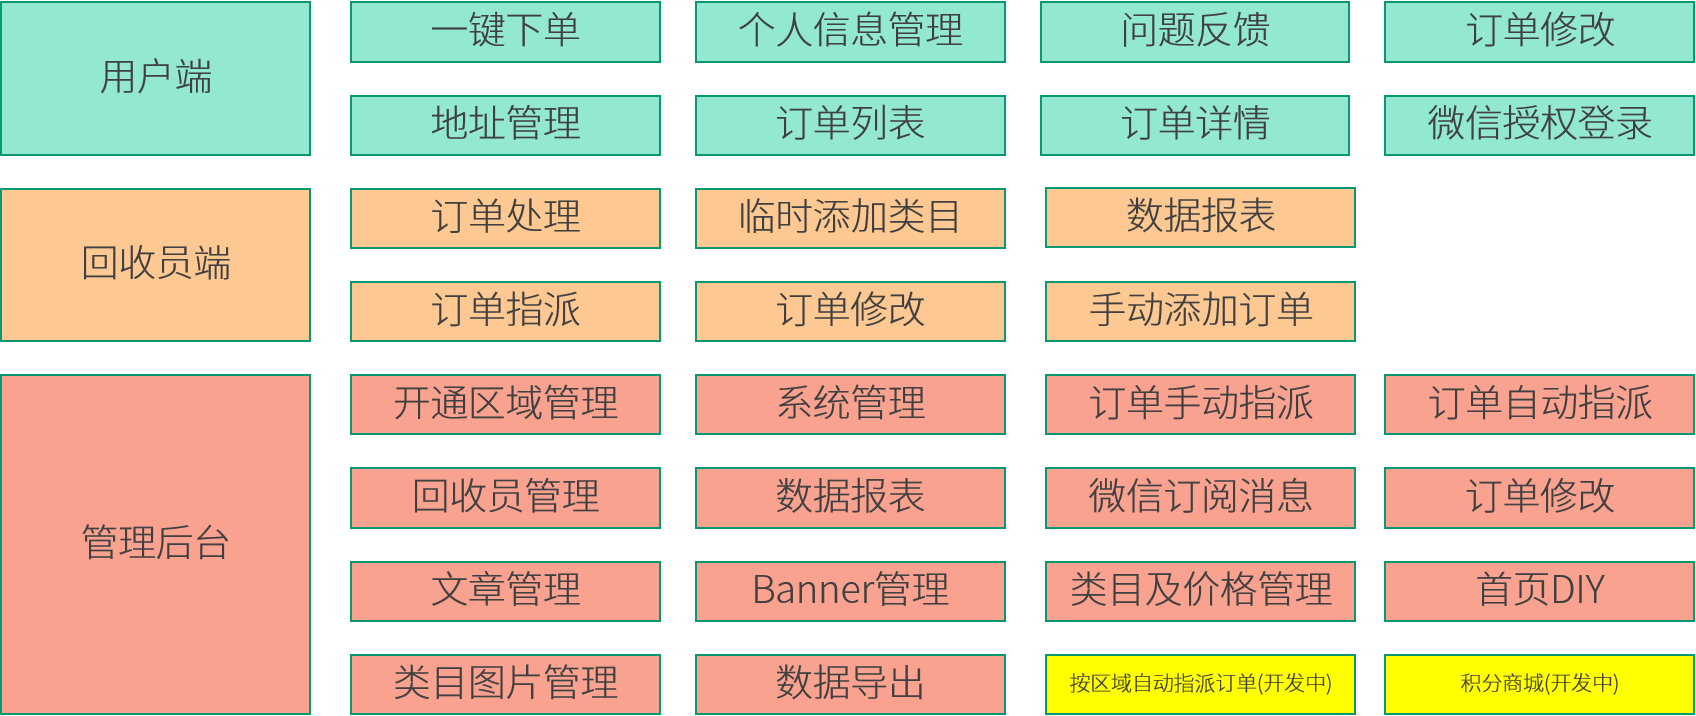 用户端
一键下单
个人信息管理
问题反馈
订单修改
地址管理
订单列表
订单详情
微信授权登录
回收员端
订单处理
临时添加类目
数据报表
订单指派
订单修改
手动添加订单
管理后台
开通区域管理
系统管理
订单手动指派
订单自动指派
回收员管理
数据报表
微信订阅消息
订单修改
文章管理
Banner管理
类目及价格管理
首页DIY
类目图片管理
数据导出
按区域自动指派订单(开发中)
积分商城(开发中)